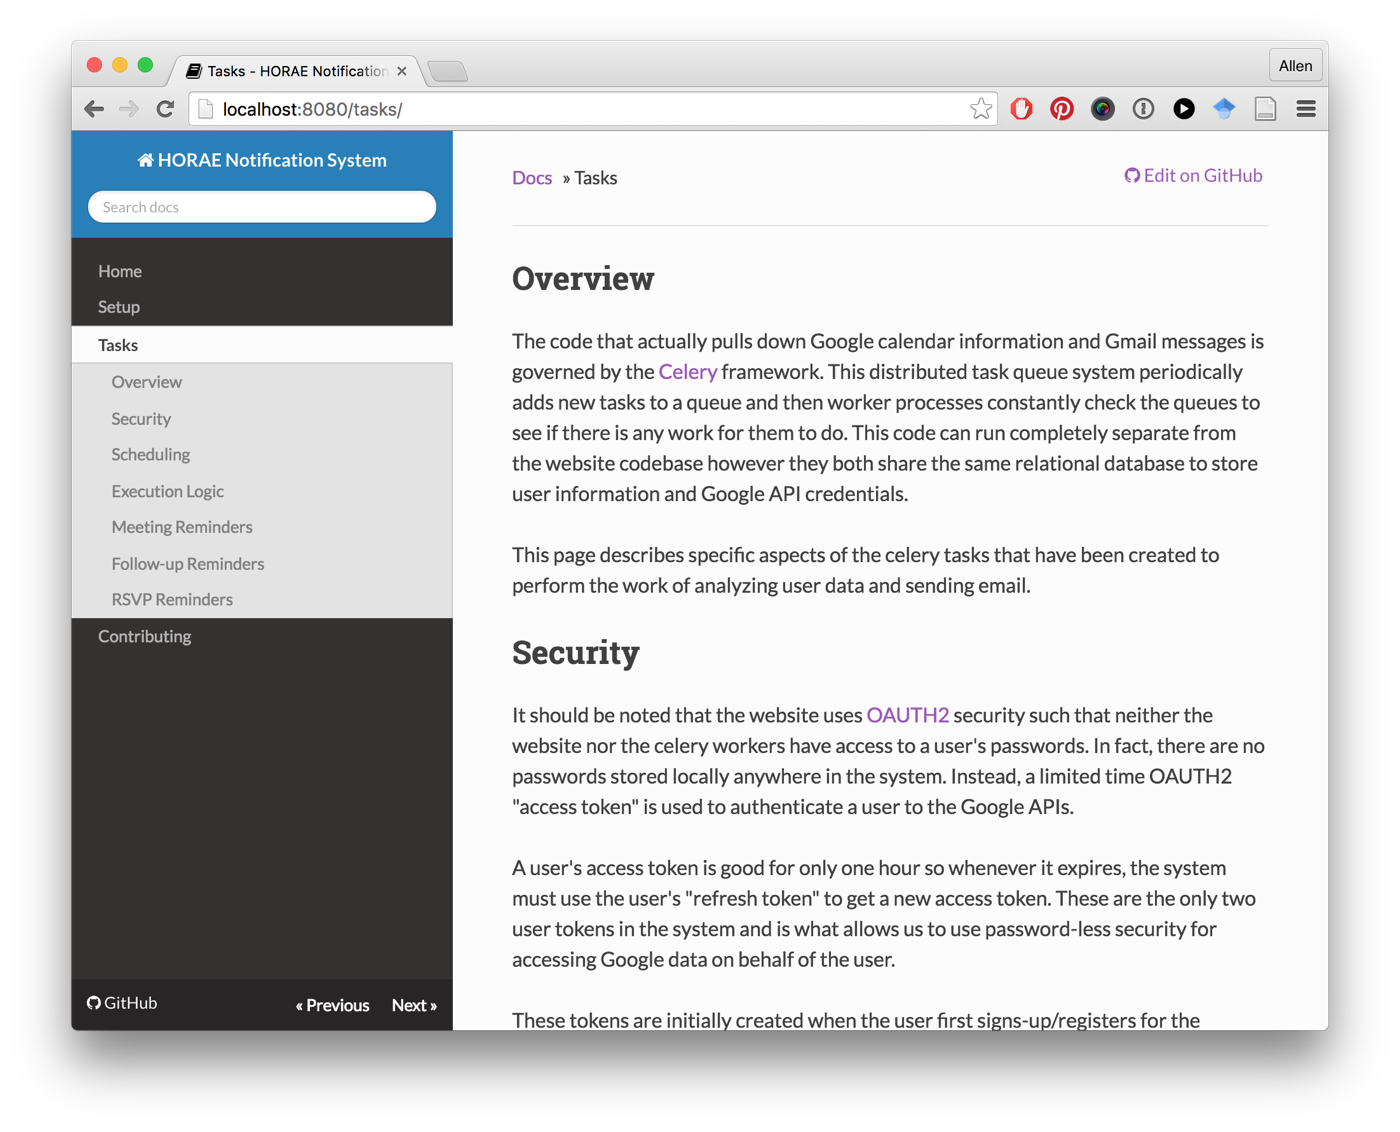 Tasks - HORAE Notification
Allen
localhost:8080/tasks/
HORAE Notification System
Search docs
Home
Setup
Tasks
Overview
Security
Scheduling
Execution Logic
Meeting Reminders
Follow-up Reminders
RSVP Reminders
Contributing
GitHub
« Previous
Next »
Docs » Tasks
Edit on GitHub
Overview
The code that actually pulls down Google calendar information and Gmail messages is
governed by the Celery framework. This distributed task queue system periodically
adds new tasks to a queue and then worker processes constantly check the queues to
see if there is any work for them to do. This code can run completely separate from
the website codebase however they both share the same relational database to store
user information and Google API credentials.
This page describes specific aspects of the celery tasks that have been created to
perform the work of analyzing user data and sending email.
Security
It should be noted that the website uses OAUTH2 security such that neither the
website nor the celery workers have access to a user's passwords. In fact, there are no
passwords stored locally anywhere in the system. Instead, a limited time OAUTH2
"access token" is used to authenticate a user to the Google APIs.
A user's access token is good for only one hour so whenever it expires, the system
must use the user's "refresh token" to get a new access token. These are the only two
user tokens in the system and is what allows us to use password-less security for
accessing Google data on behalf of the user.
These tokens are initially created when the user first signs-up/registers for the